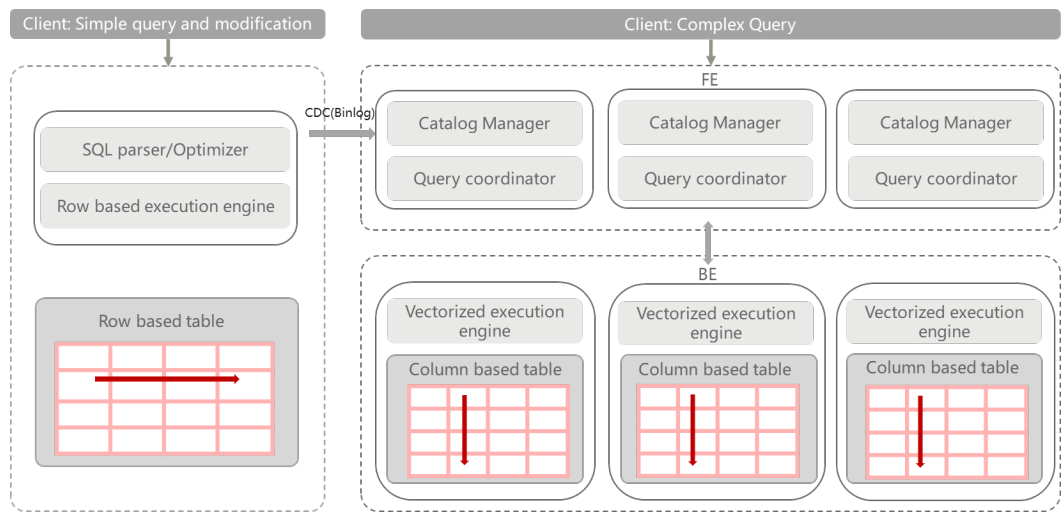 Client: Simple query and modification
Client: Complex Query
SQL parser/Optimizer
Row based execution engine
Row based table
CDC(Binlog)
FE
Catalog Manager
Query coordinator
Catalog Manager
Query coordinator
Catalog Manager
Query coordinator
BE
Vectorized execution
engine
Column based table
Vectorized execution
engine
Column based table
Vectorized execution
engine
Column based table